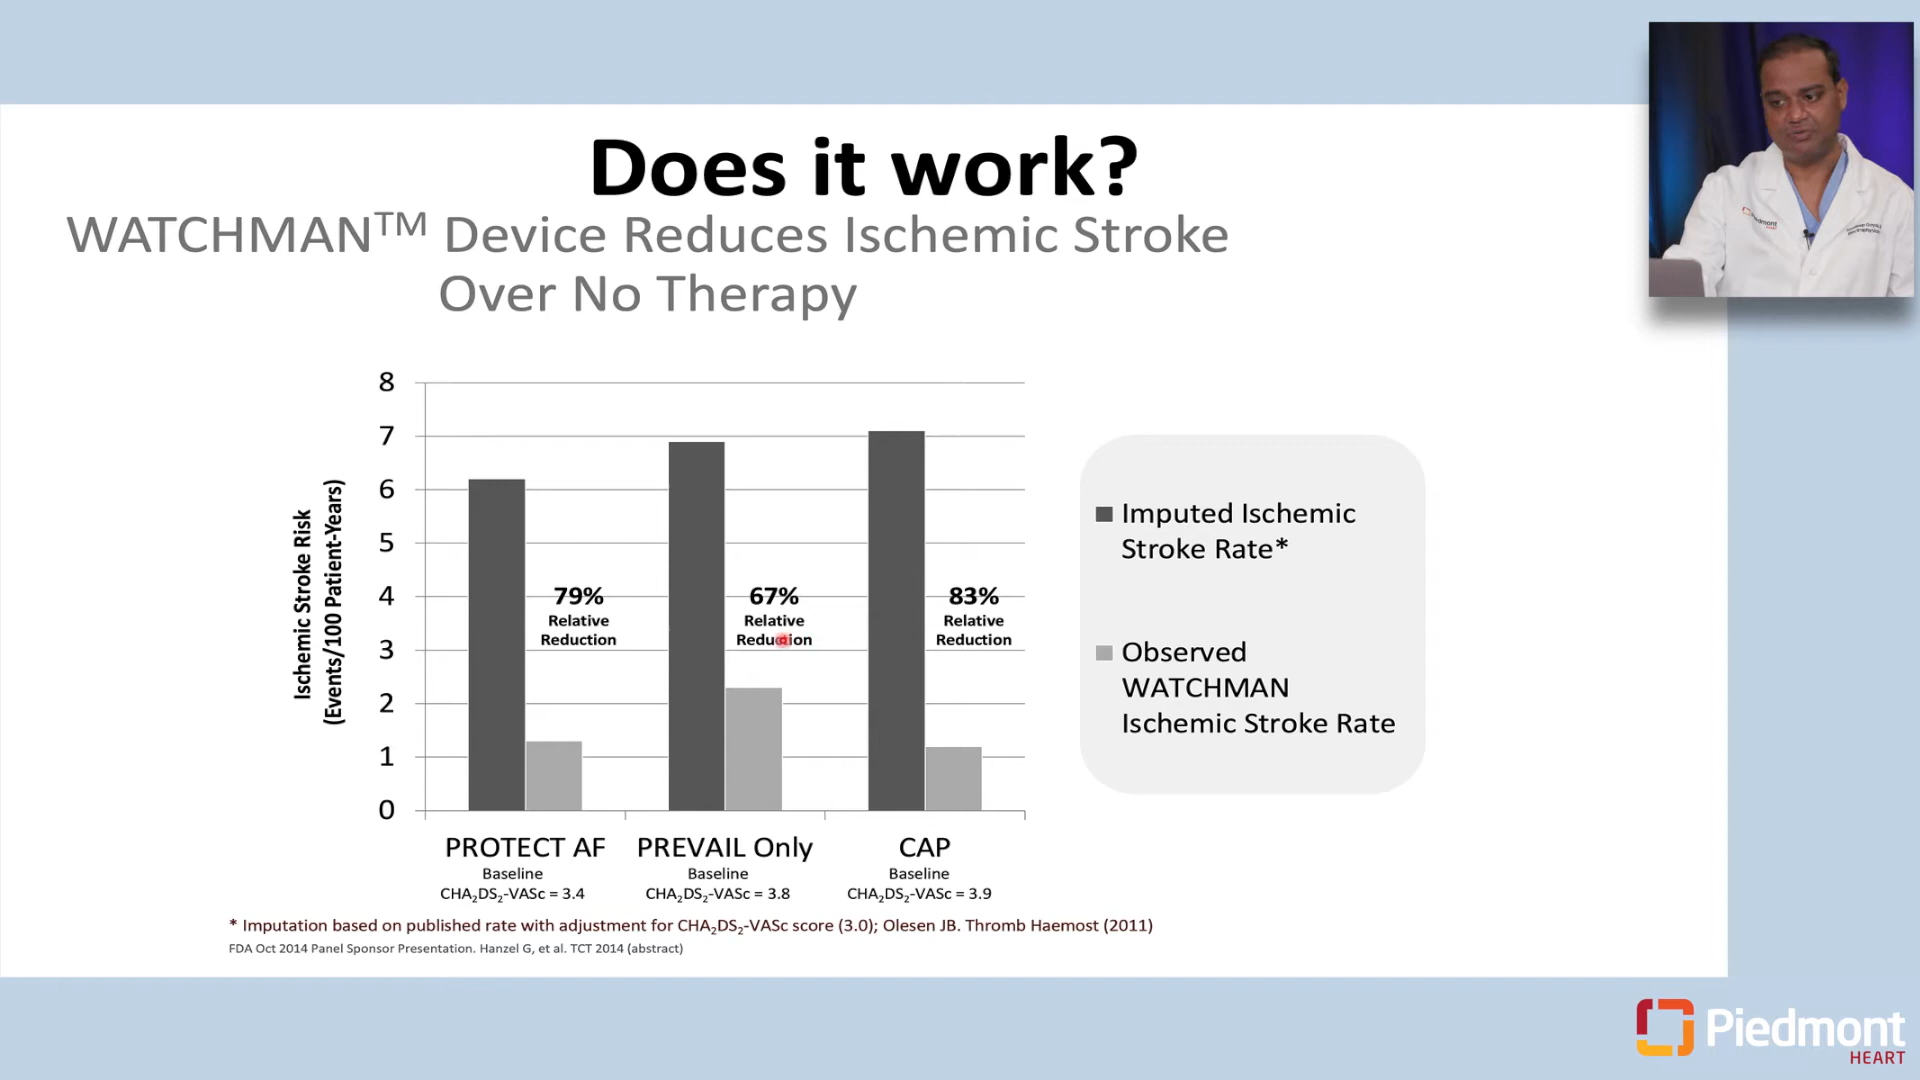 Does it work?
WATCHMAN™ Device Reduces Ischemic Stroke
Over No Therapy
Ischemic Stroke Risk
(Events/100 Patient-Years)
8
7
6
5
4
3
2
1
0
79%
Relative
Reduction
67%
Relative
Reduction
83%
Relative
Reduction
PROTECT AF
Baseline
CHA₂DS₂-VASc = 3.4
PREVAIL Only
Baseline
CHA₂DS₂-VASc = 3.8
CAP
Baseline
CHA₂DS₂-VASc = 3.9
Imputed Ischemic
Stroke Rate*
Observed
WATCHMAN
Ischemic Stroke Rate
* Imputation based on published rate with adjustment for CHA₂DS₂-VASc score (3.0); Olesen JB. Thromb Haemost (2011)
FDA Oct 2014 Panel Sponsor Presentation. Hanzel G, et al. TCT 2014 (abstract)
Piedmont
Piedmont
HEART